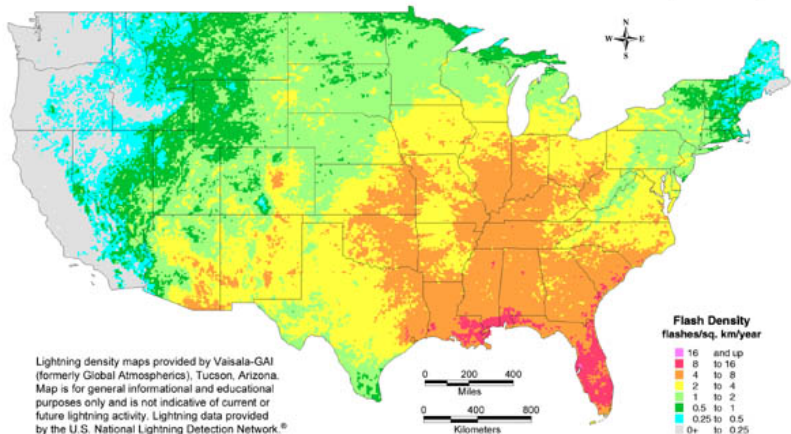 N
W E
S
Flash Density
flashes/sq. km/year
16 and up
8 to 16
4 to 8
2 to 4
1 to 2
0.5 to 1
0.25 to 0.5
0+ to 0.25
Lightning density maps provided by Vaisala-GAI
(formerly Global Atmospherics), Tucson, Arizona.
Map is for general informational and educational
purposes only and is not indicative of current or
future lightning activity. Lightning data provided
by the U.S. National Lightning Detection Network.®
0 100 200 400
Miles
0 200 400 800
Kilometers